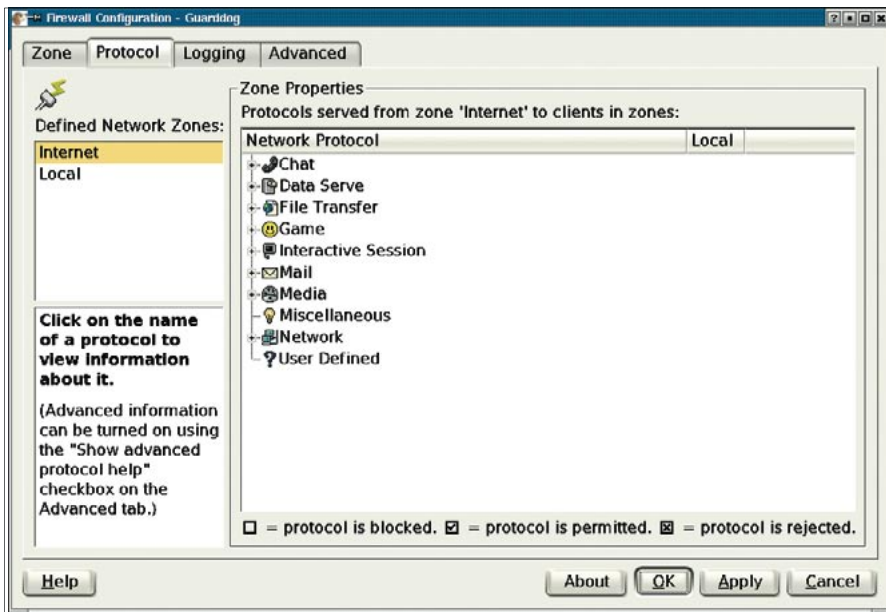 Firewall Configuration - Guarddog
Zone Protocol Logging Advanced
Defined Network Zones:
Internet
Local
Click on the name
of a protocol to
view information
about it.
(Advanced information
can be turned on using
the "Show advanced
protocol help"
checkbox on the
Advanced tab.)
Zone Properties
Protocols served from zone 'Internet' to clients in zones:
Network Protocol Local
Chat
Data Serve
File Transfer
Game
Interactive Session
Mail
Media
Miscellaneous
Network
User Defined
= protocol is blocked. = protocol is permitted. = protocol is rejected.
Help About OK Apply Cancel